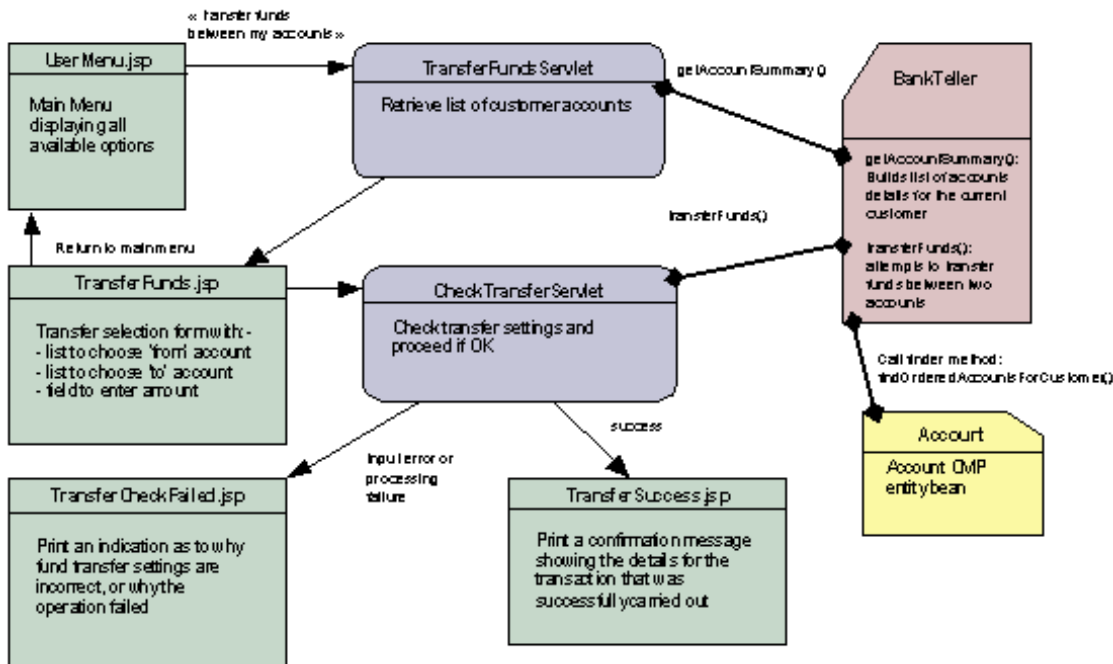 « Transfer funds
between my accounts »
UserMenu.jsp
Main Menu
displaying all
available options
TransferFundsServlet
Retrieve list of customer accounts
getAccountSummary()
BankTeller
getAccountSummary():
Builds list of accounts
details for the current
customer
transferFunds():
attempts to transfer
funds between two
accounts
transferFunds()
Return to main menu
TransferFunds.jsp
Transfer selection form with: -
- list to choose 'from' account
- list to choose 'to' account
- field to enter amount
CheckTransferServlet
Check transfer settings and
proceed if OK
Call finder method:
findOrderedAccountsForCustomer()
Account
Account CMP
entity bean
Input error or
processing
failure
success
TransferCheckFailed.jsp
Print an indication as to why
fund transfer settings are
incorrect, or why the
operation failed
TransferSuccess.jsp
Print a confirmation message
showing the details for the
transaction that was
successfully carried out